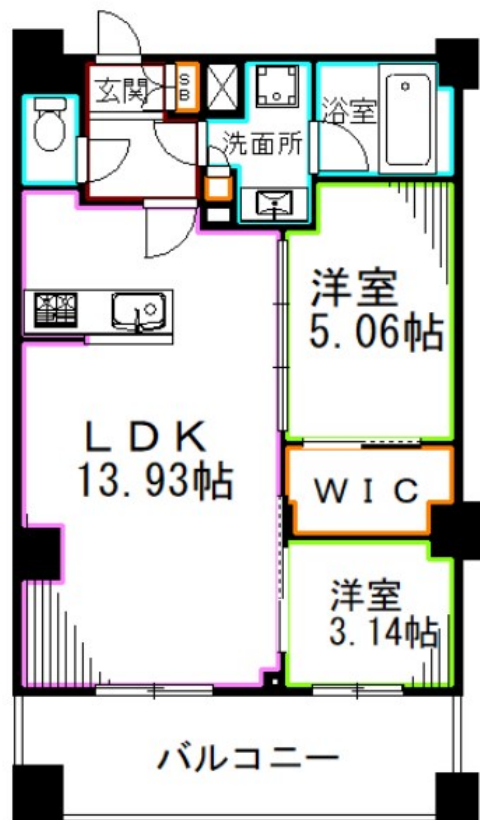 玄関
SB
浴室
洗面所
洋室
5.06帖
LDK
13.93帖
WIC
洋室
3.14帖
バルコニー